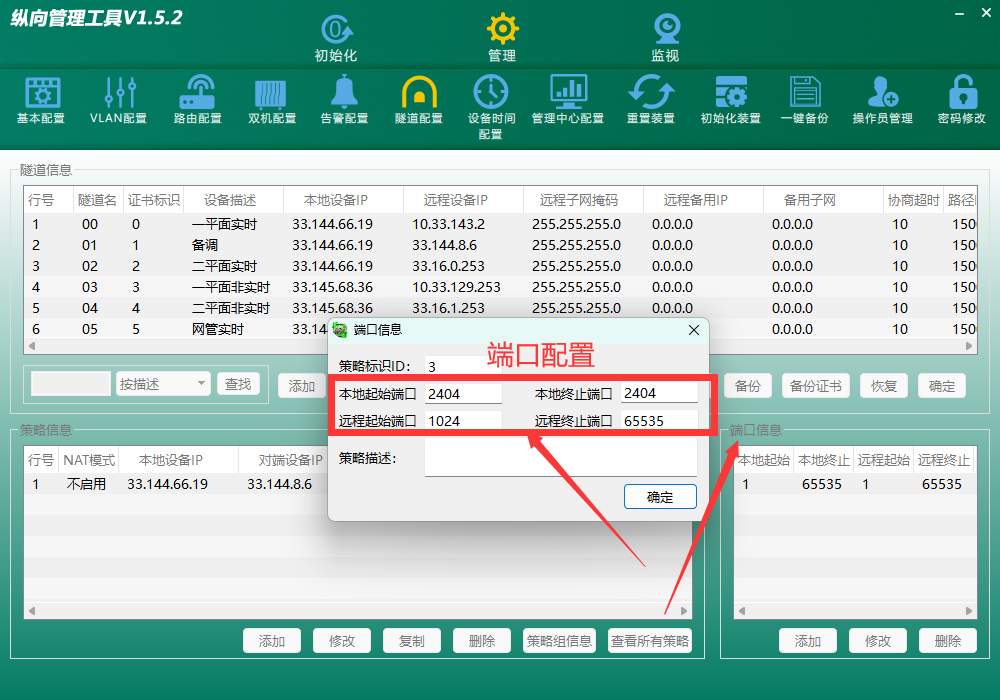 纵向管理工具V1.5.2
初始化 管理 监视
基本配置 VLAN配置 路由配置 双机配置 告警配置 隧道配置 设备时间配置 管理中心配置 重置装置 初始化装置 一键备份 操作员管理 密码修改
隧道信息
行号 隧道名 证书标识 设备描述 本地设备IP 远程设备IP 远程子网掩码 远程备用IP 备用子网 协商超时
1 00 0 一平面实时 33.144.66.19 10.33.143.2 255.255.255.0 0.0.0.0 0.0.0.0 10
2 01 1 备调 33.144.66.19 33.144.8.6 255.255.255.0 0.0.0.0 0.0.0.0 10
3 02 2 二平面实时 33.144.66.19 33.16.0.253 255.255.255.0 0.0.0.0 0.0.0.0 10
4 03 3 一平面非实时 33.145.68.36 10.33.129.253 255.255.255.0 0.0.0.0 0.0.0.0 10
5 04 4 二平面非实时 33.145.68.36 33.16.1.253 255.255.255.0 0.0.0.0 0.0.0.0 10
6 05 5 网管实时 0.0.0.0 10
按描述 查找 添加 备份 备份证书 恢复 确定
端口信息
策略标识ID: 3 端口配置
本地起始端口 2404 本地终止端口 2404
远程起始端口 1024 远程终止端口 65535
策略描述:
确定
策略信息
行号 NAT模式 本地设备IP 对端设备IP
1 不启用 33.144.66.19 33.144.8.6
添加 修改 复制 删除 策略组信息 查看所有策略
端口信息
本地起始 本地终止 远程起始 远程终止
1 65535 1 65535
添加 修改 删除